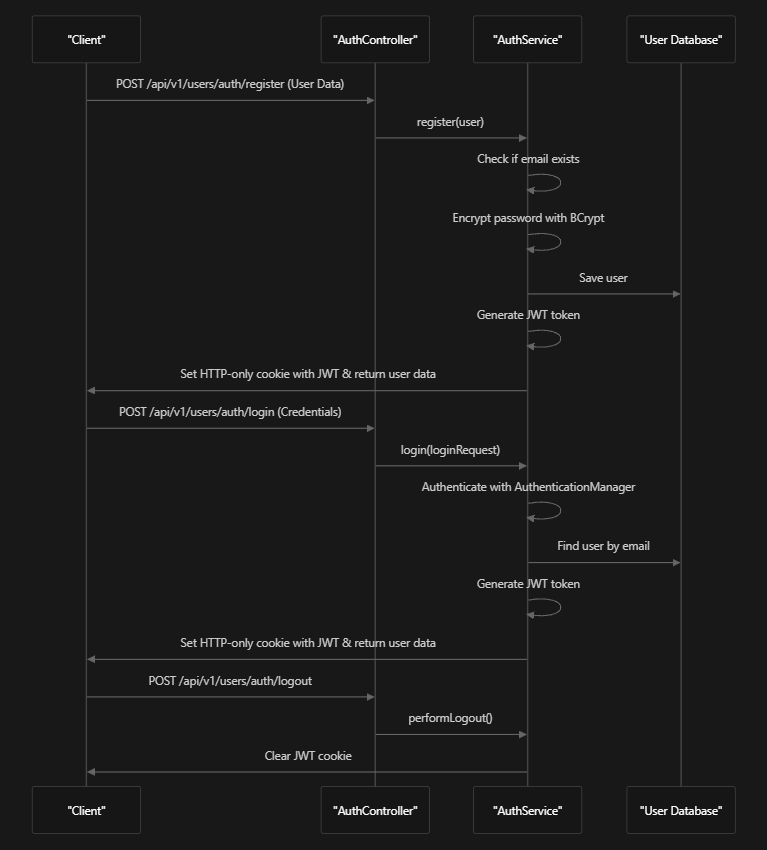 "Client"
"AuthController"
"AuthService"
"User Database"
POST /api/v1/users/auth/register (User Data)
register(user)
Check if email exists
Encrypt password with BCrypt
Save user
Generate JWT token
Set HTTP-only cookie with JWT & return user data
POST /api/v1/users/auth/login (Credentials)
login(loginRequest)
Authenticate with AuthenticationManager
Find user by email
Generate JWT token
Set HTTP-only cookie with JWT & return user data
POST /api/v1/users/auth/logout
performLogout()
Clear JWT cookie
"Client"
"AuthController"
"AuthService"
"User Database"